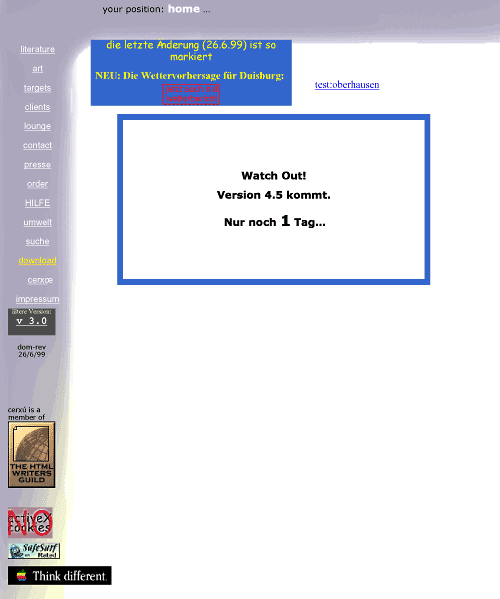 your position: home ...
literature
art
targets
clients
lounge
contact
presse
order
HILFE
umwelt
suche
download
cerxœ
impressum
ältere Version:
v 3.0
dom-rev
26/6/99
cerxú is a
member of
THE HTML
WRITERS
GUILD
NO
activeX
cookies
SafeSurf
Rated
Think different.
die letzte Änderung (26.6.99) ist so
markiert
NEU: Die Wettervorhersage für Duisburg:
test:oberhausen
Watch Out!
Version 4.5 kommt.
Nur noch 1 Tag...